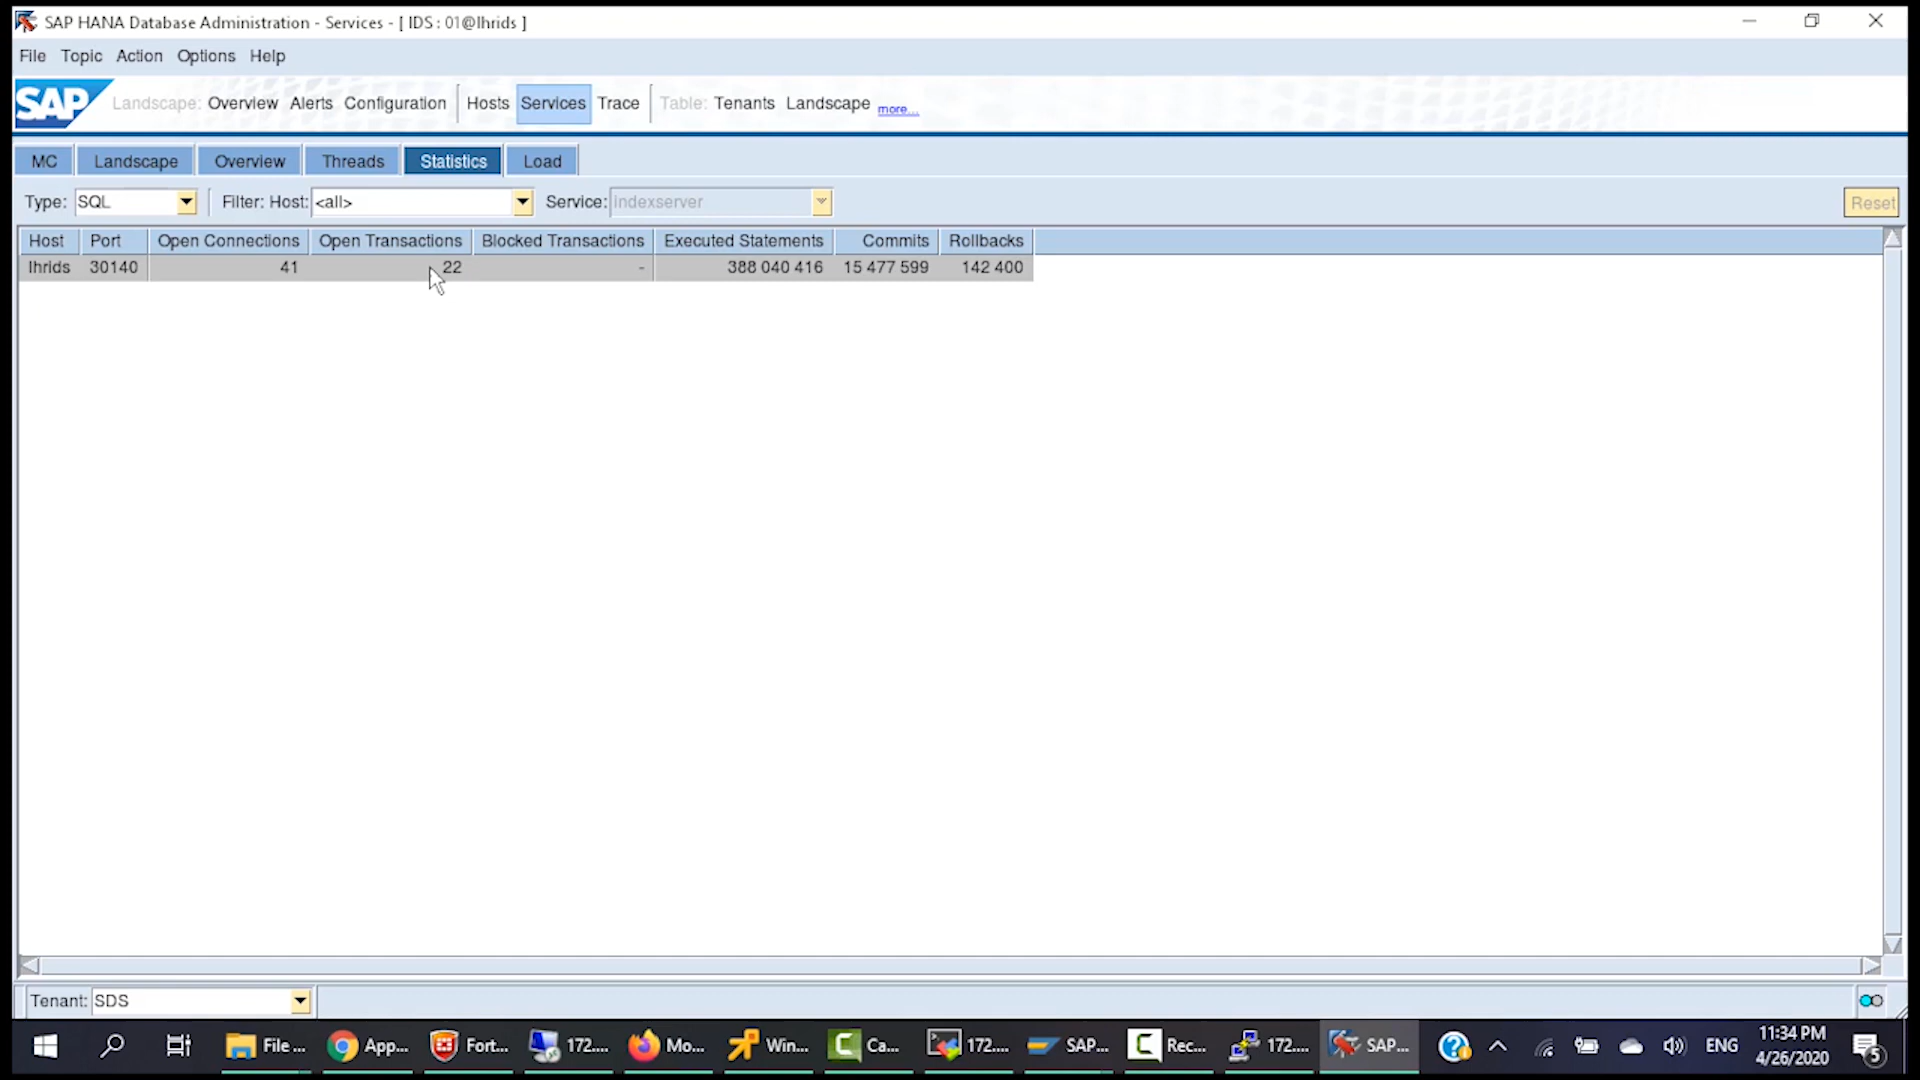 SAP HANA Database Administration - Services - [ IDS : 01@lhrids ]
File Topic Action Options Help
SAP Landscape: Overview Alerts Configuration Hosts Services Trace Table: Tenants Landscape more...
MC Landscape Overview Threads Statistics Load
Type: SQL Filter: Host: <all> Service: indexserver Reset
Host Port Open Connections Open Transactions Blocked Transactions Executed Statements Commits Rollbacks
lhrids 30140 41 22 - 388 040 416 15 477 599 142 400
Tenant: SDS
File ... App... Fort... 172.... Mo... Win... Ca... 172.... SAP... Rec... 172.... SAP... ENG 11:34 PM
4/26/2020 5